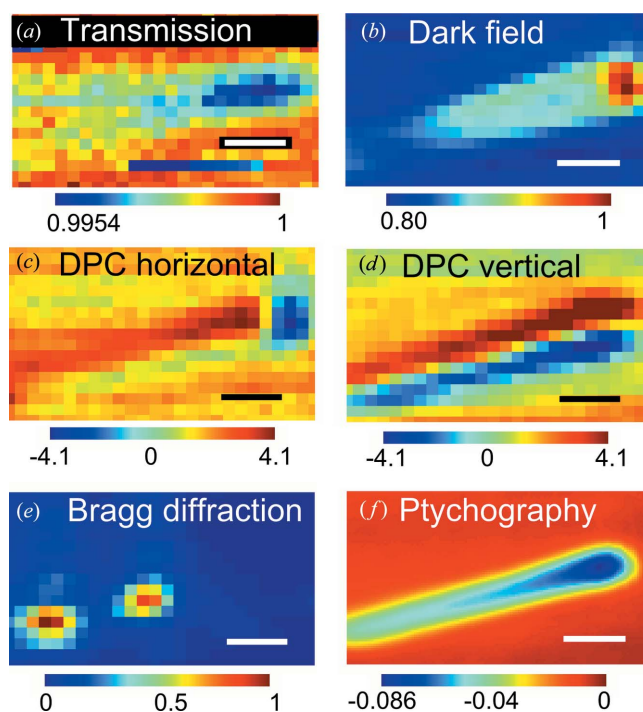 (a) Transmission
(b) Dark field
0.9954 1
0.80 1
(c) DPC horizontal
(d) DPC vertical
-4.1 0 4.1
-4.1 0 4.1
(e) Bragg diffraction
(f) Ptychography
0 0.5 1
-0.086 -0.04 0